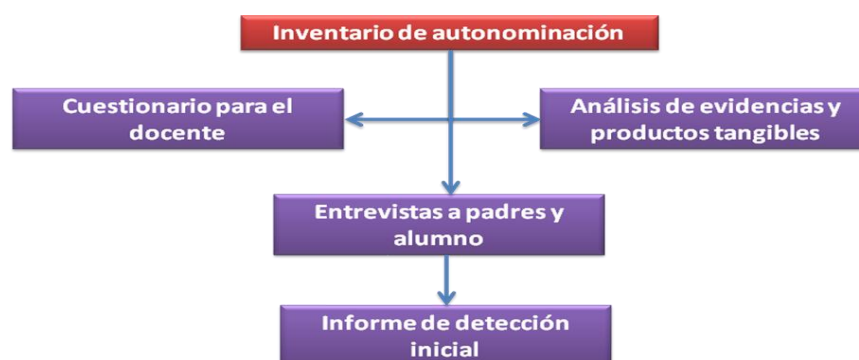 Inventario de autonominación
Cuestionario para el
docente
Análisis de evidencias y
productos tangibles
Entrevistas a padres y
alumno
Informe de detección
inicial